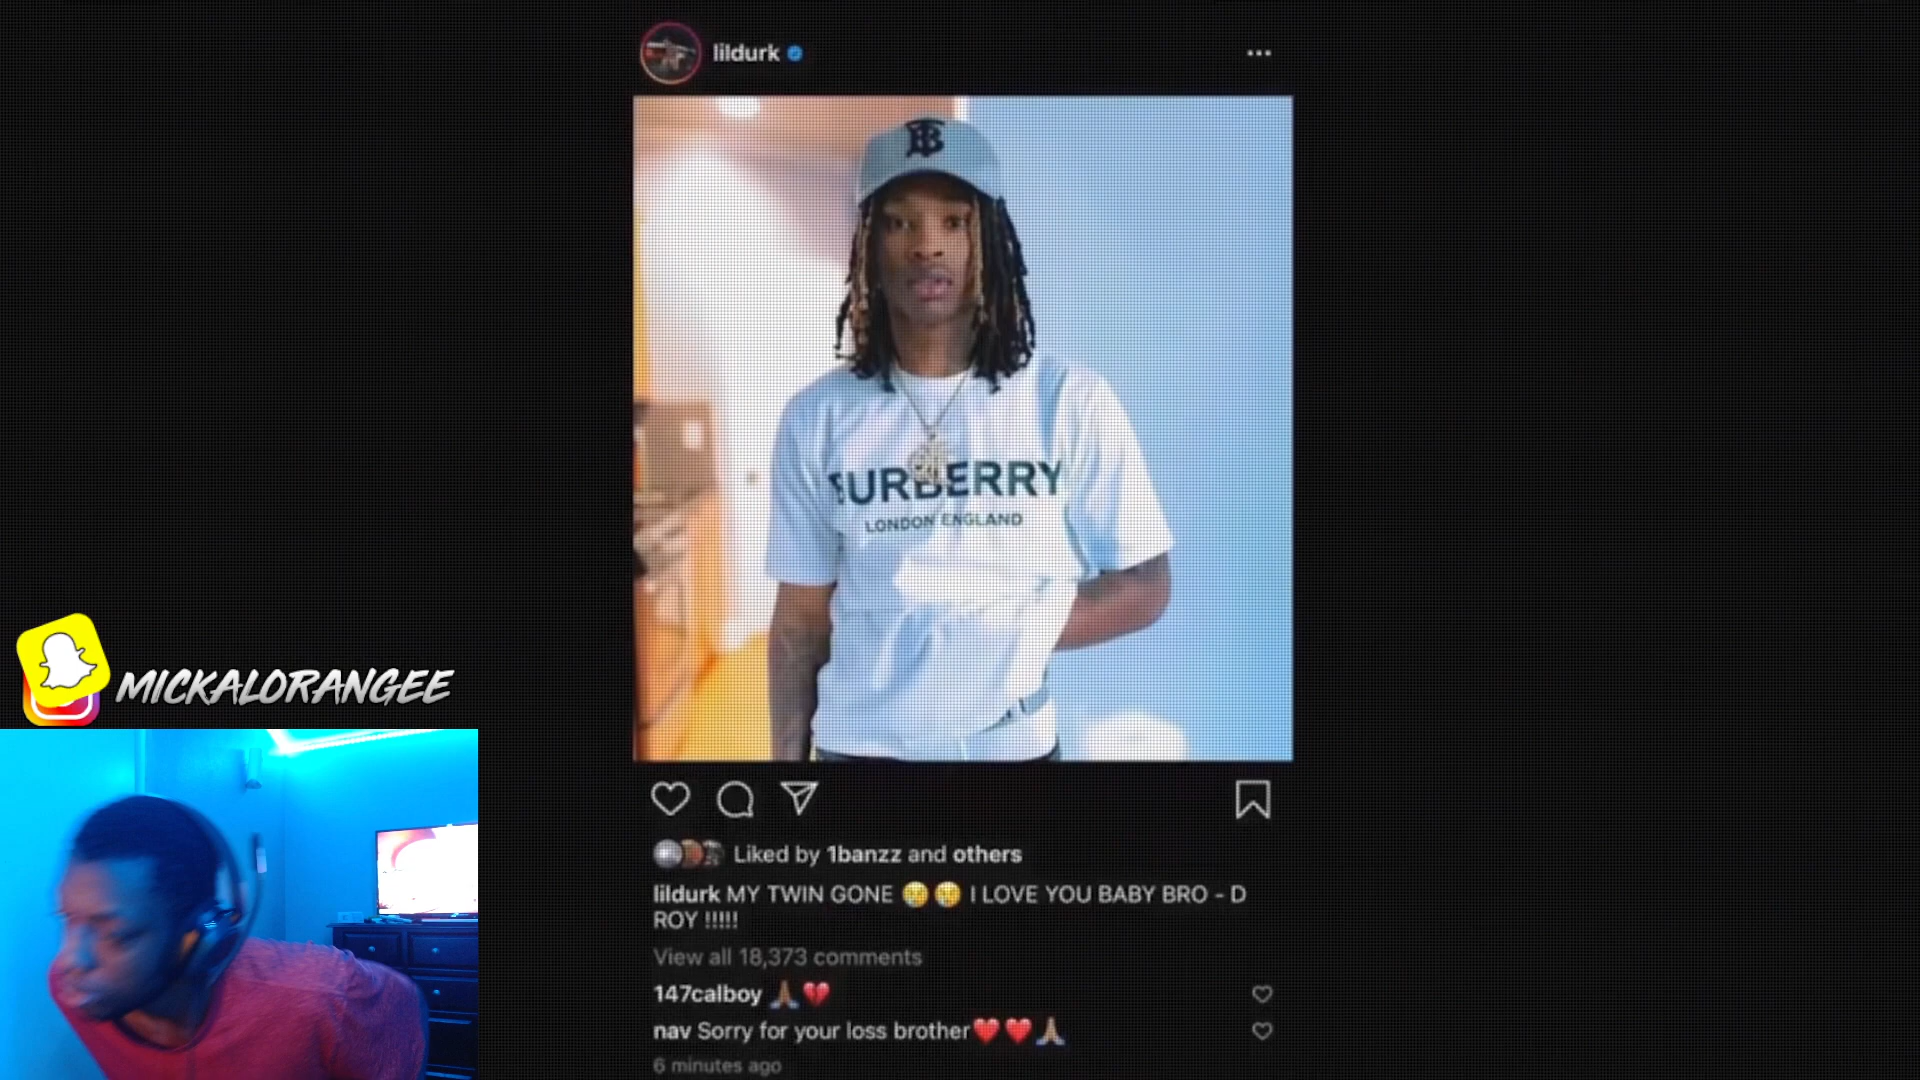 lildurk
BURBERRY
LONDON ENGLAND
MICKALORANGEE
Liked by 1banzz and others
lildurk MY TWIN GONE 😢😢 I LOVE YOU BABY BRO - D
ROY !!!!!
View all 18,373 comments
147calboy 🙏🏽💔
nav Sorry for your loss brother❤️❤️🙏🏽
6 minutes ago